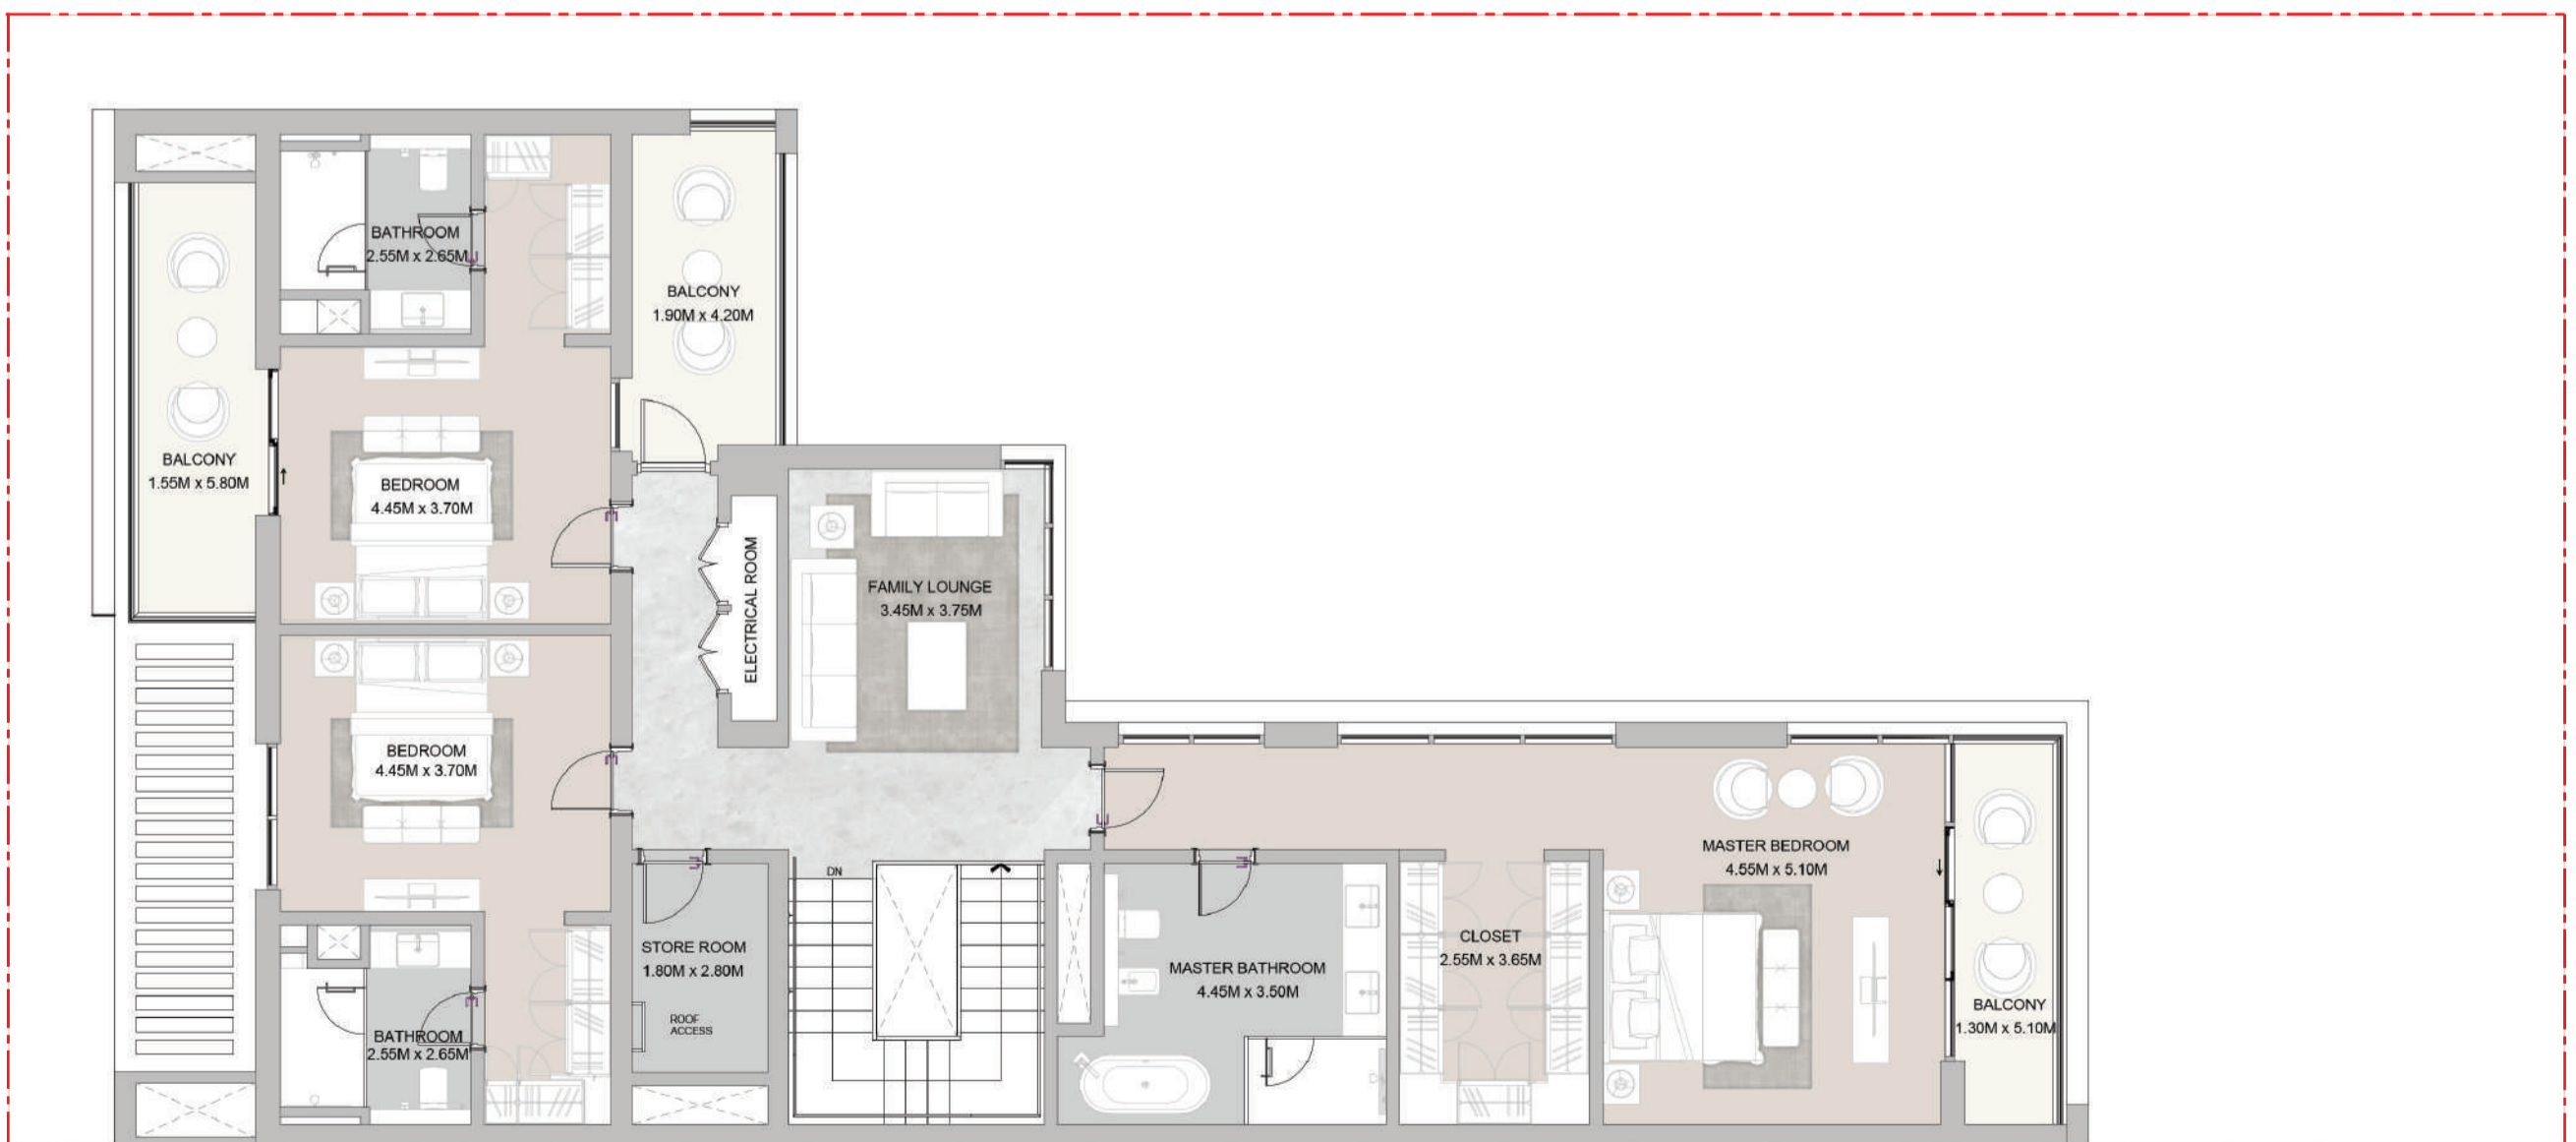 BATHROOM
2.55M x 2.65M
BALCONY
1.90M x 4.20M
BALCONY
1.55M x 5.80M
BEDROOM
4.45M x 3.70M
ELECTRICAL ROOM
FAMILY LOUNGE
3.45M x 3.75M
BEDROOM
4.45M x 3.70M
MASTER BEDROOM
4.55M x 5.10M
DN
STORE ROOM
1.80M x 2.80M
ROOF
ACCESS
MASTER BATHROOM
4.45M x 3.50M
CLOSET
2.55M x 3.65M
BALCONY
1.30M x 5.10M
BATHROOM
2.55M x 2.65M